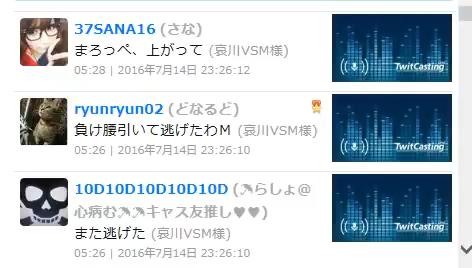 37SANA16 (さな)
まろっぺ、上がって (哀川VSM様)
05:28 | 2016年7月14日 23:26:12
TwitCasting
ryunryun02 (どなるど)
負け腰引いて逃げたわM (哀川VSM様)
05:26 | 2016年7月14日 23:26:10
TwitCasting
10D10D10D10D10D (☭らしょ@
心病む☭☭キャス友推し♥♥)
また逃げた (哀川VSM様)
05:26 | 2016年7月14日 23:26:10
TwitCasting